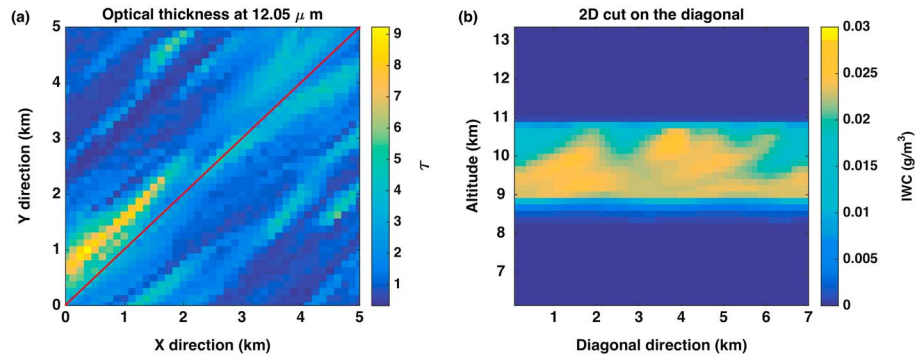 (a) Optical thickness at 12.05 μ m
5
4
3
2
1
0
Y direction (km)
0 1 2 3 4 5
X direction (km)
9
8
7
6
5
4
3
2
1
τ
(b) 2D cut on the diagonal
13
12
11
10
9
8
7
Altitude (km)
1 2 3 4 5 6 7
Diagonal direction (km)
0.03
0.025
0.02
0.015
0.01
0.005
0
IWC (g/m³)